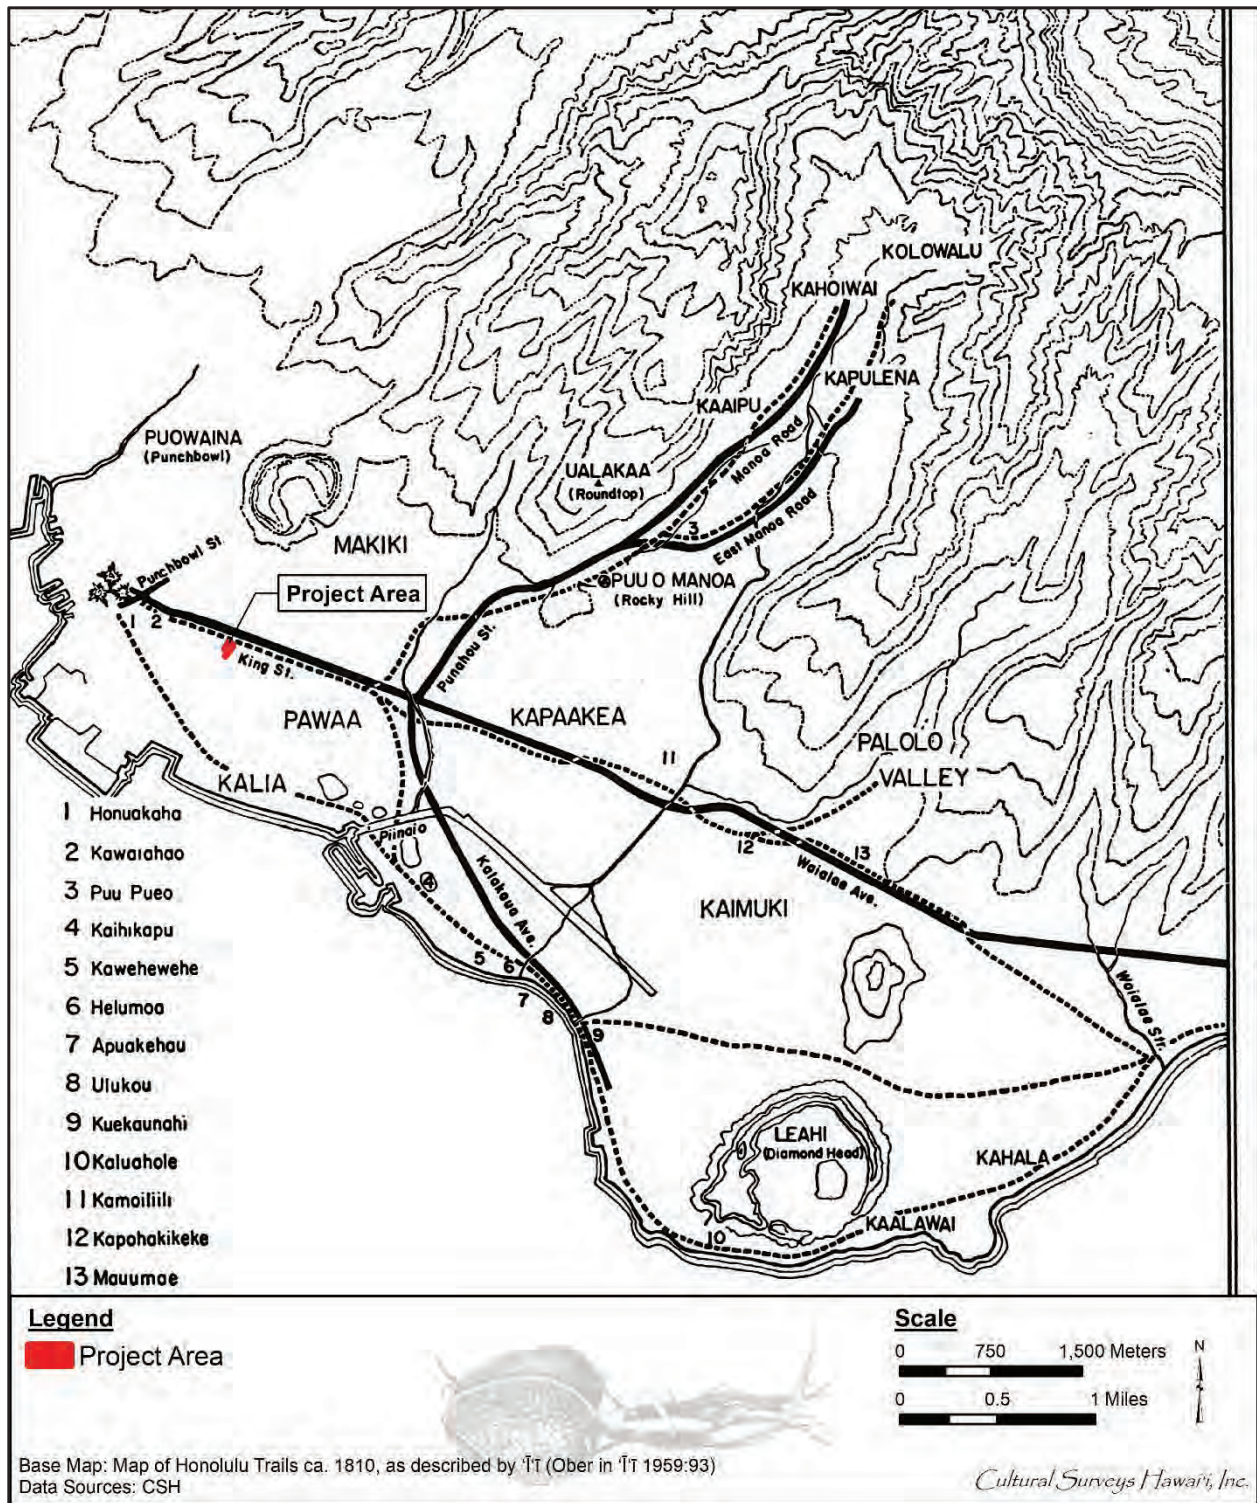 KOLOWALU
KAHOIWAI
KAPULENA
KAAIPU
PUOWAINA
(Punchbowl)
UALAKAA
(Roundtop)
Manoa Road
3
East Manoa Road
MAKIKI
Punchbowl St.
PUU O MANOA
(Rocky Hill)
Project Area
1 2
King St.
Punahou St.
PAWAA
KAPAAKEA
11
PALOLO
VALLEY
KALIA
Piinaio
12
13
Waialae Ave.
Kalakaua Ave.
4
KAIMUKI
5
6
7
8
9
Waialae Str.
LEAHI
(Diamond Head)
KAHALA
KAALAWAI
10
1 Honuakaha
2 Kawaiahao
3 Puu Pueo
4 Kaihikapu
5 Kawehewehe
6 Helumoa
7 Apuakehau
8 Ulukou
9 Kuekaunahi
10 Kaluahole
11 Kamoiliili
12 Kapohakikeke
13 Mauumae
Legend
Project Area
Scale
0 750 1,500 Meters
0 0.5 1 Miles
N
Base Map: Map of Honolulu Trails ca. 1810, as described by ʻĪʻī (Ober in ʻĪʻī 1959:93)
Data Sources: CSH
Cultural Surveys Hawaiʻi, Inc.